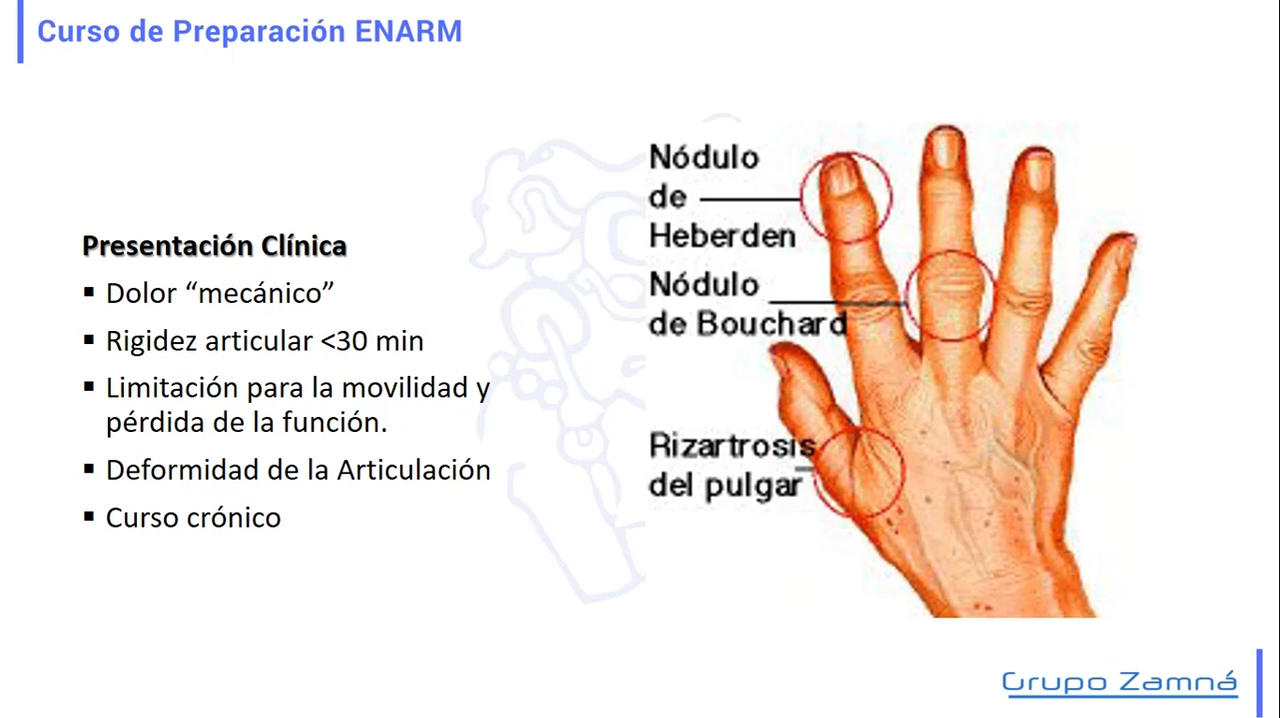 Curso de Preparación ENARM
Presentación Clínica
▪ Dolor “mecánico”
▪ Rigidez articular <30 min
▪ Limitación para la movilidad y
pérdida de la función.
▪ Deformidad de la Articulación
▪ Curso crónico
Nódulo
de
Heberden
Nódulo
de Bouchard
Rizartrosis
del pulgar
Grupo Zamná